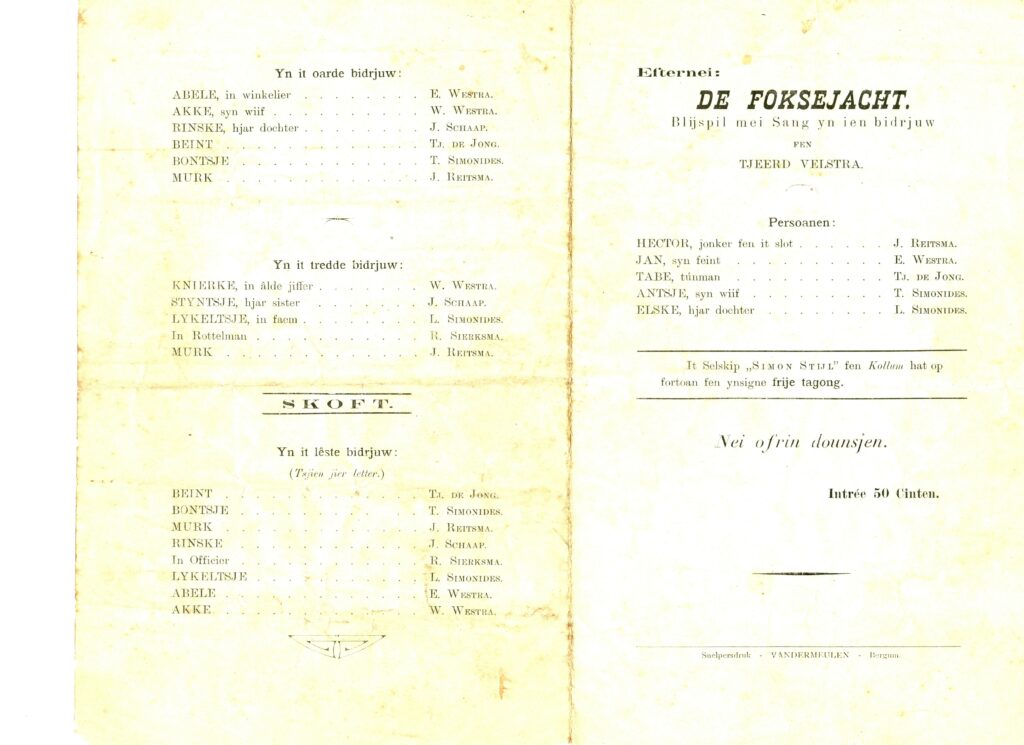 Yn it oarde bidrjuw:
ABELE, in winkelier . . . . . . . . E. WESTRA.
AKKE, syn wiif . . . . . . . . . W. WESTRA.
RINSKE, hjar dochter . . . . . . . . J. SCHAAP.
BEINT . . . . . . . . . . . TJ. DE JONG.
BONTSJE . . . . . . . . . . T. SIMONIDES.
MURK . . . . . . . . . . . J. REITSMA.
Yn it tredde bidrjuw:
KNIERKE, in âlde jiffer . . . . . . . W. WESTRA.
STYNTSJE, hjar sister . . . . . . . J. SCHAAP.
LYKELTSJE, in faem . . . . . . . . L. SIMONIDES.
In Rottelman . . . . . . . . . . R. SIERKSMA.
MURK . . . . . . . . . . . J. REITSMA.
SKOFT.
Yn it lêste bidrjuw:
(Tsjien jier letter.)
BEINT . . . . . . . . . . . TJ. DE JONG.
BONTSJE . . . . . . . . . . T. SIMONIDES.
MURK . . . . . . . . . . . J. REITSMA.
RINSKE . . . . . . . . . . J. SCHAAP.
In Officier . . . . . . . . . . R. SIERKSMA.
LYKELTSJE . . . . . . . . . L. SIMONIDES.
ABELE . . . . . . . . . . . E. WESTRA.
AKKE . . . . . . . . . . . W. WESTRA.
Efternei:
DE FOKSEJACHT.
Blijspil mei Sang yn ien bidrjuw
FEN
TJEERD VELSTRA.
Persoanen:
HECTOR, jonker fen it slot . . . . . . J. REITSMA.
JAN, syn feint . . . . . . . . . E. WESTRA.
TABE, túnman . . . . . . . . . TJ. DE JONG.
ANTSJE, syn wiif . . . . . . . . T. SIMONIDES.
ELSKE, hjar dochter . . . . . . . . L. SIMONIDES.
It Selskip „SIMON STIJL" fen Kollum hat op
fortoan fen ynsigne frije tagong.
Nei ofrin dounsjen.
Intrée 50 Cinten.
Snelpersdruk - VANDERMEULEN - Bergum.